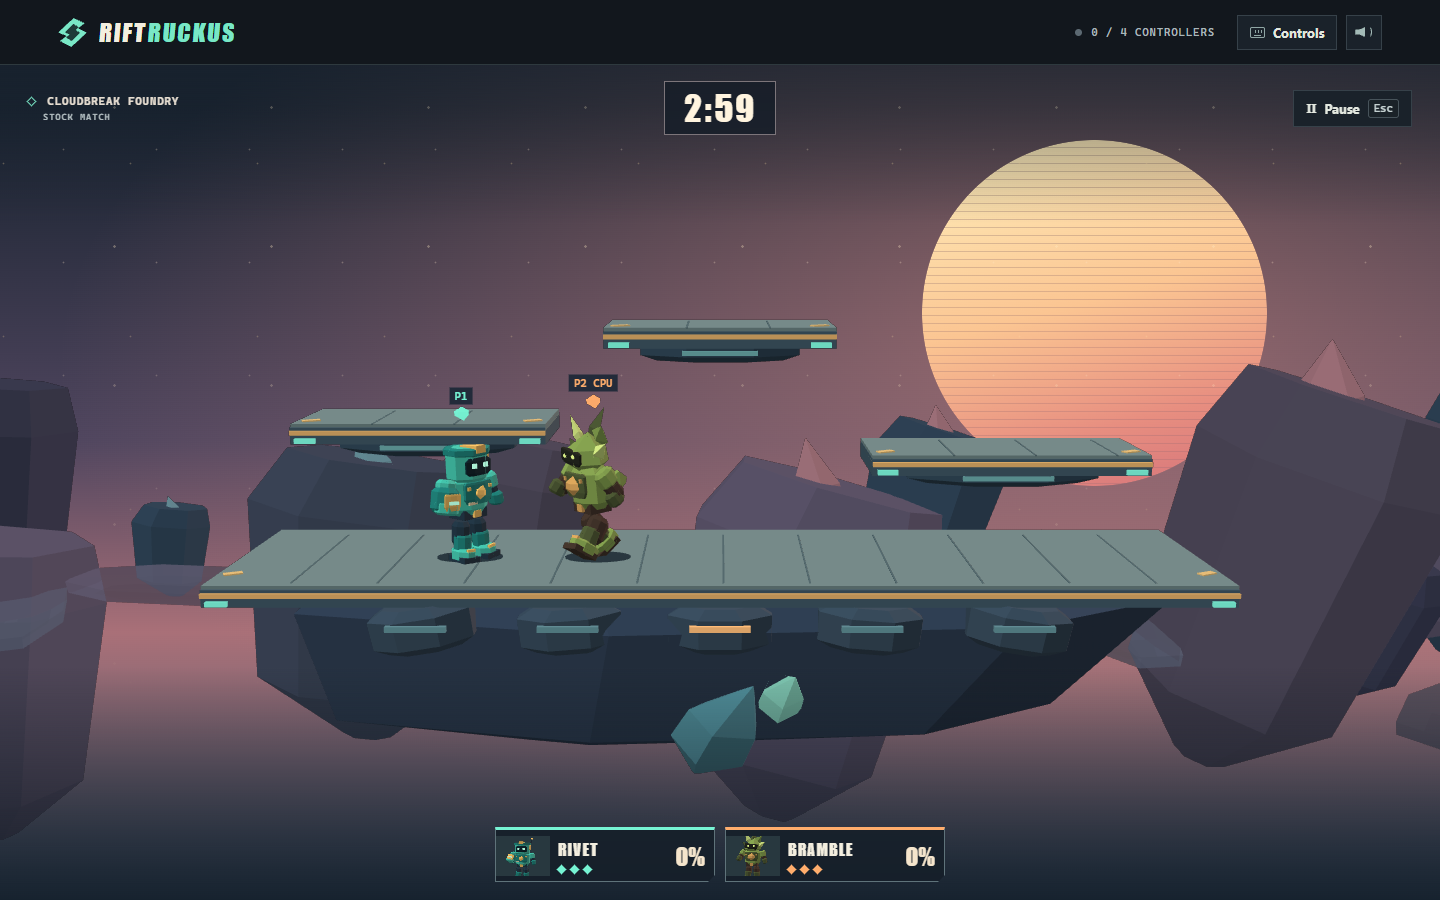 RIFTRUCKUS
0 / 4 CONTROLLERS
Controls
CLOUDBREAK FOUNDRY
STOCK MATCH
2:59
Pause Esc
P1
P2 CPU
RIVET
0%
BRAMBLE
0%